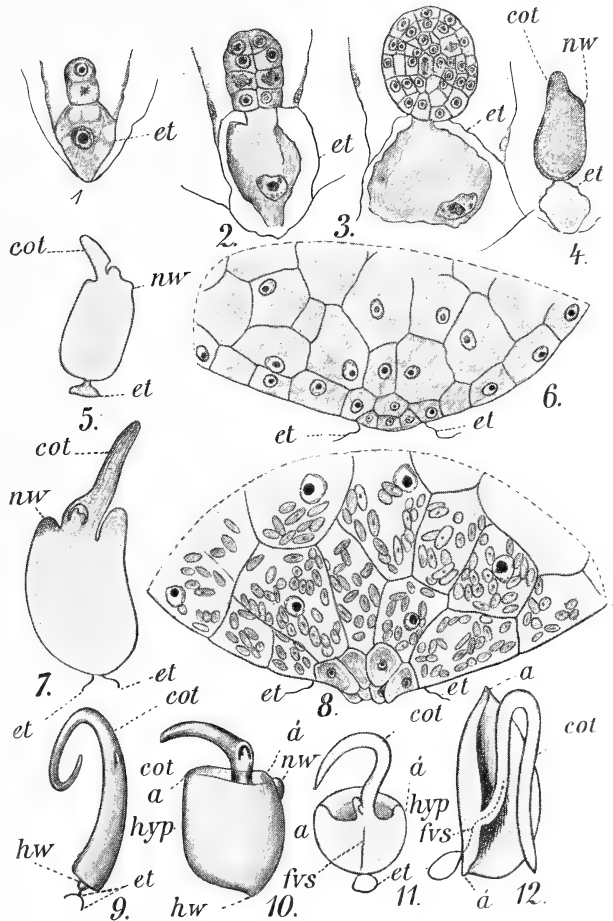 cot
nw
et
et
et
et
1
2.
3.
4.
cot
nw
et
5.
6.
et
et
cot
nw
7.
et
et
et
8.
et
a
cot
cot
á
nw
cot
a
á
hyp
a
hyp
fvs
fvs
hw
et
et
hw
9.
10.
11.
á
12.
cot